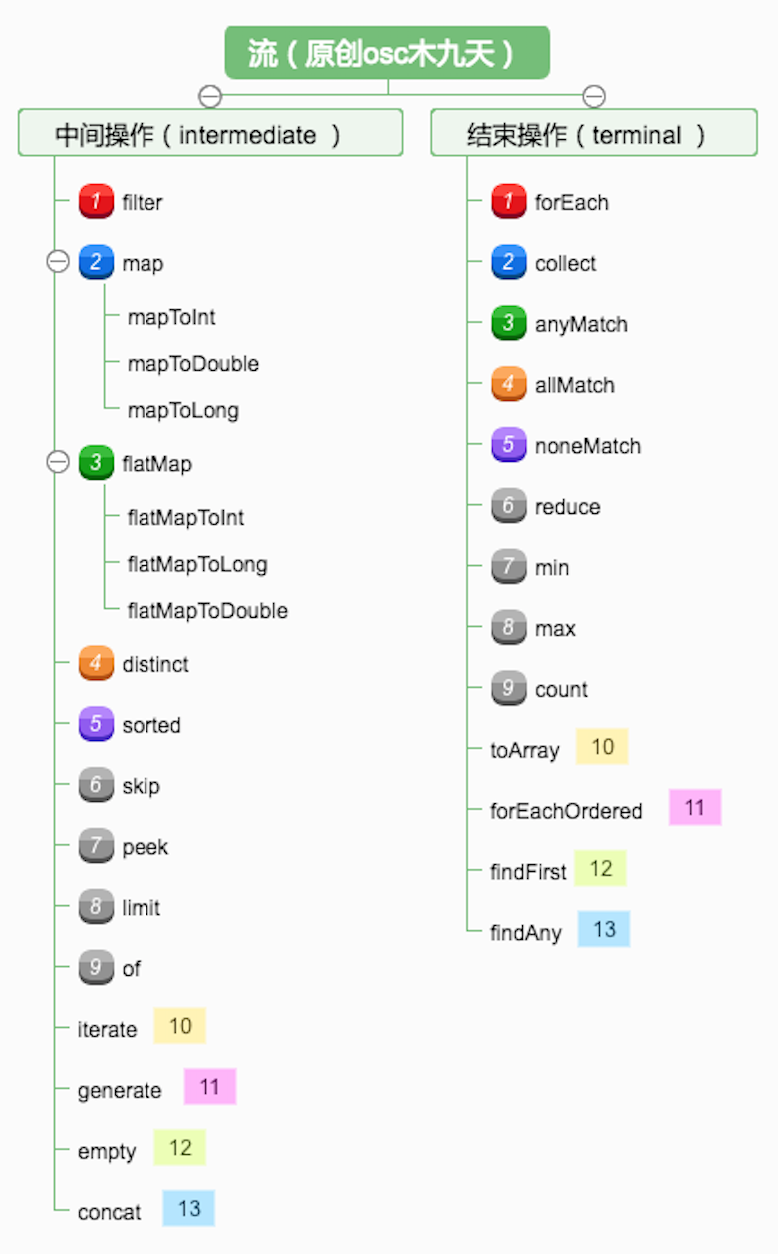 流（原创osc木九天）
中间操作（intermediate ）
1 filter
2 map
mapToInt
mapToDouble
mapToLong
3 flatMap
flatMapToInt
flatMapToLong
flatMapToDouble
4 distinct
5 sorted
6 skip
7 peek
8 limit
9 of
iterate 10
generate 11
empty 12
concat 13
结束操作（terminal ）
1 forEach
2 collect
3 anyMatch
4 allMatch
5 noneMatch
6 reduce
7 min
8 max
9 count
toArray 10
forEachOrdered 11
findFirst 12
findAny 13